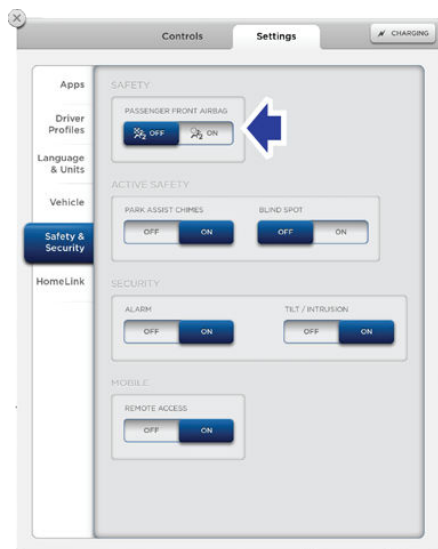 Controls
Settings
CHARGING
Apps
Driver
Profiles
Language
& Units
Vehicle
Safety &
Security
HomeLink
SAFETY
PASSENGER FRONT AIRBAG
2 OFF
2 ON
ACTIVE SAFETY
PARK ASSIST CHIMES
BLIND SPOT
OFF
ON
OFF
ON
SECURITY
ALARM
TILT / INTRUSION
OFF
ON
OFF
ON
MOBILE
REMOTE ACCESS
OFF
ON